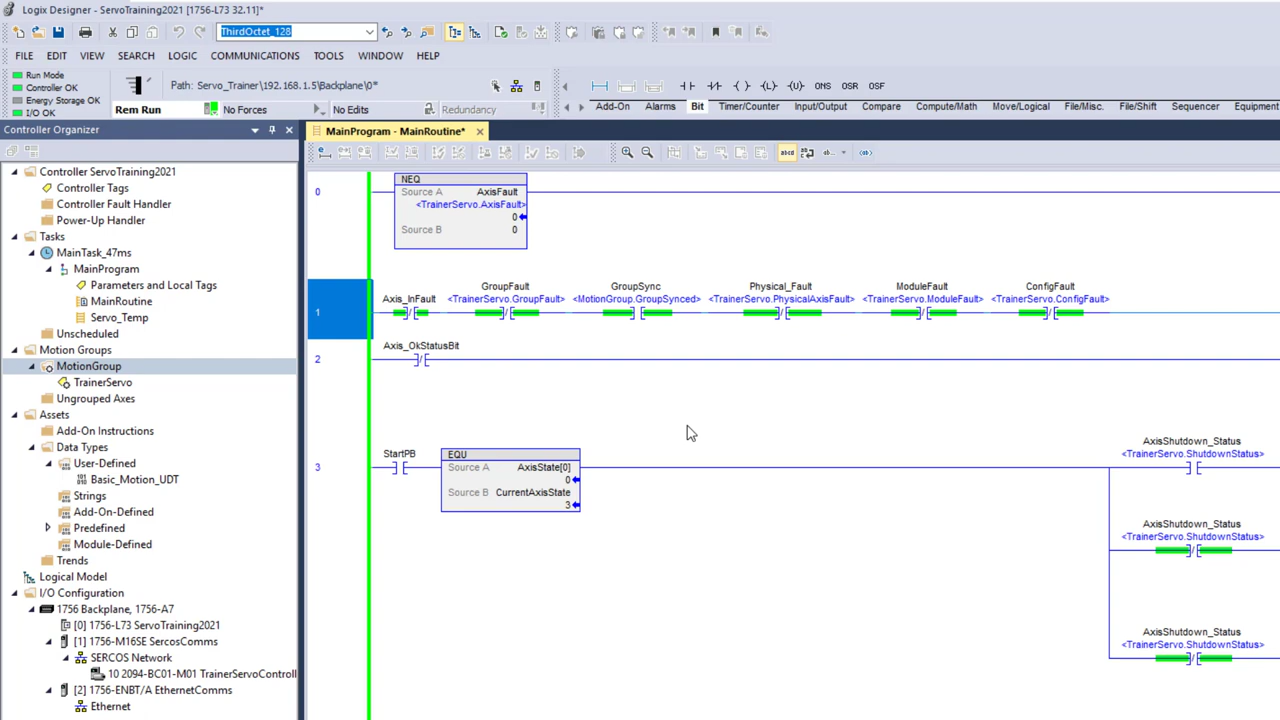 Logix Designer - ServoTraining2021 [1756-L73 32.11]*
ThirdOctet_128
FILE EDIT VIEW SEARCH LOGIC COMMUNICATIONS TOOLS WINDOW HELP
Run Mode
Controller OK
Energy Storage OK
I/O OK
Path: Servo_Trainer\192.168.1.5\Backplane\0*
Rem Run No Forces No Edits Redundancy
ONS OSR OSF
Add-On Alarms Bit Timer/Counter Input/Output Compare Compute/Math Move/Logical File/Misc. File/Shift Sequencer Equipment
Controller Organizer
MainProgram - MainRoutine*
Controller ServoTraining2021
Controller Tags
Controller Fault Handler
Power-Up Handler
Tasks
MainTask_47ms
MainProgram
Parameters and Local Tags
MainRoutine
Servo_Temp
Unscheduled
Motion Groups
MotionGroup
TrainerServo
Ungrouped Axes
Assets
Add-On Instructions
Data Types
User-Defined
Basic_Motion_UDT
Strings
Add-On-Defined
Predefined
Module-Defined
Trends
Logical Model
I/O Configuration
1756 Backplane, 1756-A7
[0] 1756-L73 ServoTraining2021
[1] 1756-M16SE SercosComms
SERCOS Network
10 2094-BC01-M01 TrainerServoControll
[2] 1756-ENBT/A EthernetComms
Ethernet
0
NEQ
Source A AxisFault
<TrainerServo.AxisFault>
0
Source B 0
1
Axis_InFault
GroupFault
<TrainerServo.GroupFault>
GroupSync
<MotionGroup.GroupSynced>
Physical_Fault
<TrainerServo.PhysicalAxisFault>
ModuleFault
<TrainerServo.ModuleFault>
ConfigFault
<TrainerServo.ConfigFault>
2
Axis_OkStatusBit
3
StartPB
EQU
Source A AxisState[0]
0
Source B CurrentAxisState
3
AxisShutdown_Status
<TrainerServo.ShutdownStatus>
AxisShutdown_Status
<TrainerServo.ShutdownStatus>
AxisShutdown_Status
<TrainerServo.ShutdownStatus>